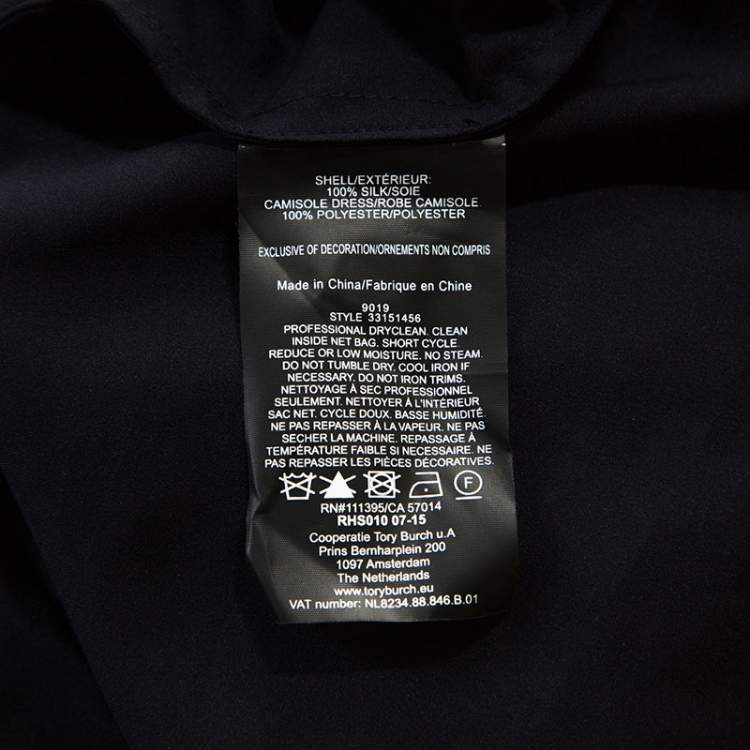 SHELL/EXTÉRIEUR:
100% SILK/SOIE
CAMISOLE DRESS/ROBE CAMISOLE.
100% POLYESTER/POLYESTER
EXCLUSIVE OF DECORATION/ORNEMENTS NON COMPRIS
Made in China/Fabrique en Chine
9019
STYLE 33151456
PROFESSIONAL DRYCLEAN. CLEAN
INSIDE NET BAG. SHORT CYCLE.
REDUCE OR LOW MOISTURE. NO STEAM.
DO NOT TUMBLE DRY. COOL IRON IF
NECESSARY. DO NOT IRON TRIMS.
NETTOYAGE À SEC PROFESSIONNEL
SEULEMENT. NETTOYER À L'INTÉRIEUR
SAC NET. CYCLE DOUX. BASSE HUMIDITÉ.
NE PAS REPASSER À LA VAPEUR. NE PAS
SECHER LA MACHINE. REPASSAGE À
TEMPÉRATURE FAIBLE SI NECESSAIRE. NE
PAS REPASSER LES PIÈCES DÉCORATIVES.
F
RN#111395/CA 57014
RHS010 07-15
Cooperatie Tory Burch u.A
Prins Bernharplein 200
1097 Amsterdam
The Netherlands
www.toryburch.eu
VAT number: NL8234.88.846.B.01